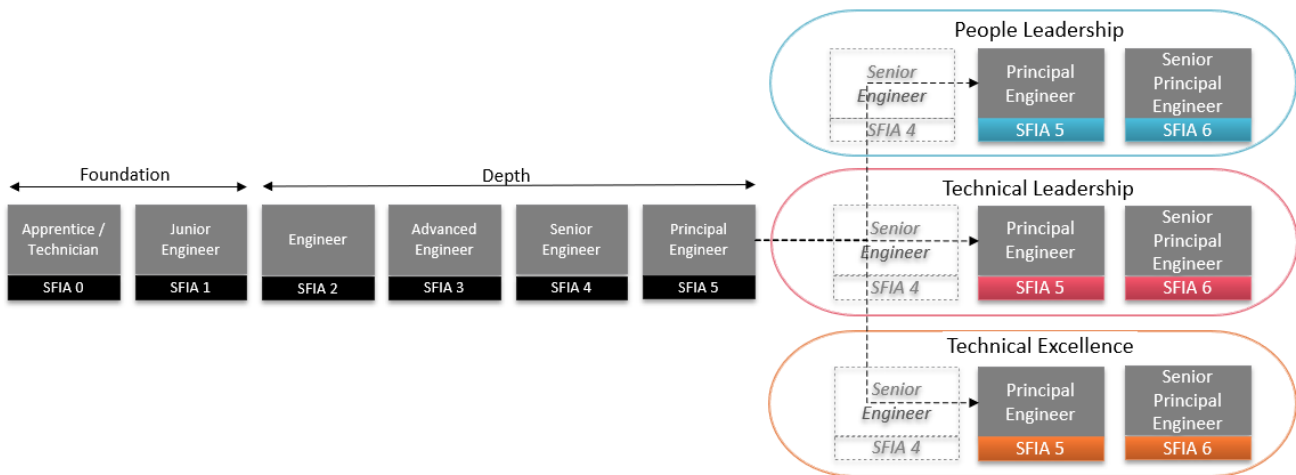 People Leadership
Senior
Engineer
SFIA 4
Principal
Engineer
SFIA 5
Senior
Principal
Engineer
SFIA 6
Foundation
Depth
Apprentice /
Technician
SFIA 0
Junior
Engineer
SFIA 1
Engineer
SFIA 2
Advanced
Engineer
SFIA 3
Senior
Engineer
SFIA 4
Principal
Engineer
SFIA 5
Technical Leadership
Senior
Engineer
SFIA 4
Principal
Engineer
SFIA 5
Senior
Principal
Engineer
SFIA 6
Technical Excellence
Senior
Engineer
SFIA 4
Principal
Engineer
SFIA 5
Senior
Principal
Engineer
SFIA 6